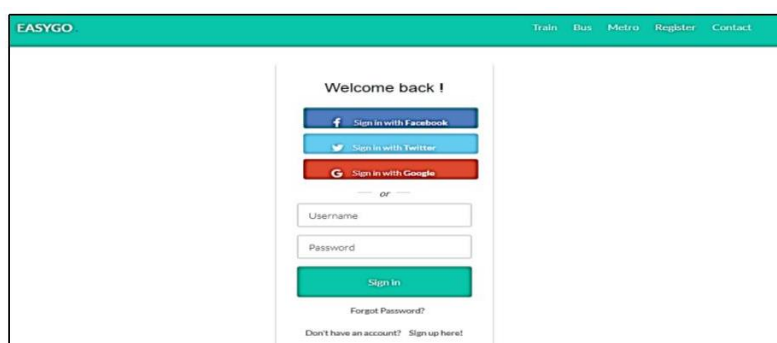 EASYGO
Train Bus Metro Register Contact
Welcome back !
f Sign in with Facebook
Sign in with Twitter
G Sign in with Google
or
Username
Password
Sign in
Forgot Password?
Don't have an account? Sign up here!